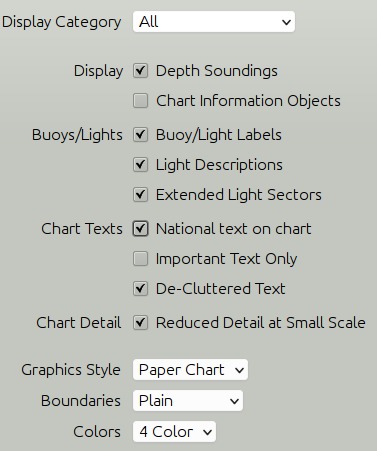 Display Category All
Display Depth Soundings
Chart Information Objects
Buoys/Lights Buoy/Light Labels
Light Descriptions
Extended Light Sectors
Chart Texts National text on chart
Important Text Only
De-Cluttered Text
Chart Detail Reduced Detail at Small Scale
Graphics Style Paper Chart
Boundaries Plain
Colors 4 Color